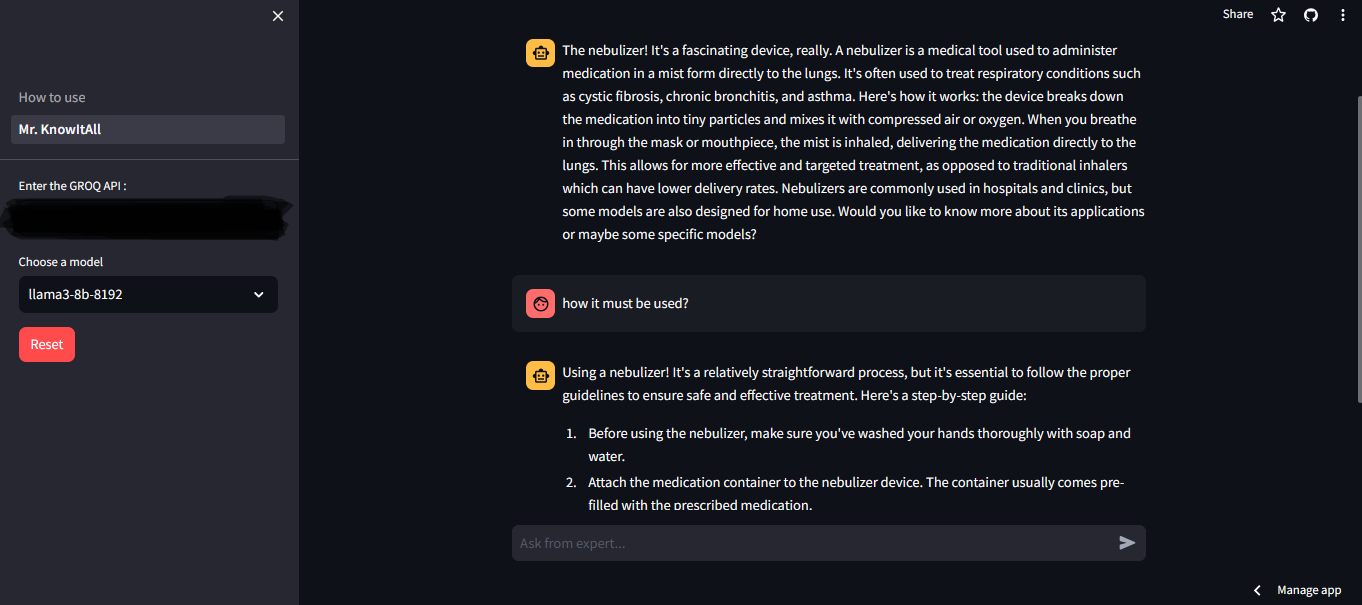 Share
How to use
Mr. KnowItAll
Enter the GROQ API :
Choose a model
llama3-8b-8192
Reset
The nebulizer! It's a fascinating device, really. A nebulizer is a medical tool used to administer
medication in a mist form directly to the lungs. It's often used to treat respiratory conditions such
as cystic fibrosis, chronic bronchitis, and asthma. Here's how it works: the device breaks down
the medication into tiny particles and mixes it with compressed air or oxygen. When you breathe
in through the mask or mouthpiece, the mist is inhaled, delivering the medication directly to the
lungs. This allows for more effective and targeted treatment, as opposed to traditional inhalers
which can have lower delivery rates. Nebulizers are commonly used in hospitals and clinics, but
some models are also designed for home use. Would you like to know more about its applications
or maybe some specific models?
how it must be used?
Using a nebulizer! It's a relatively straightforward process, but it's essential to follow the proper
guidelines to ensure safe and effective treatment. Here's a step-by-step guide:
1. Before using the nebulizer, make sure you've washed your hands thoroughly with soap and
water.
2. Attach the medication container to the nebulizer device. The container usually comes pre-
filled with the prescribed medication.
Ask from expert...
Manage app